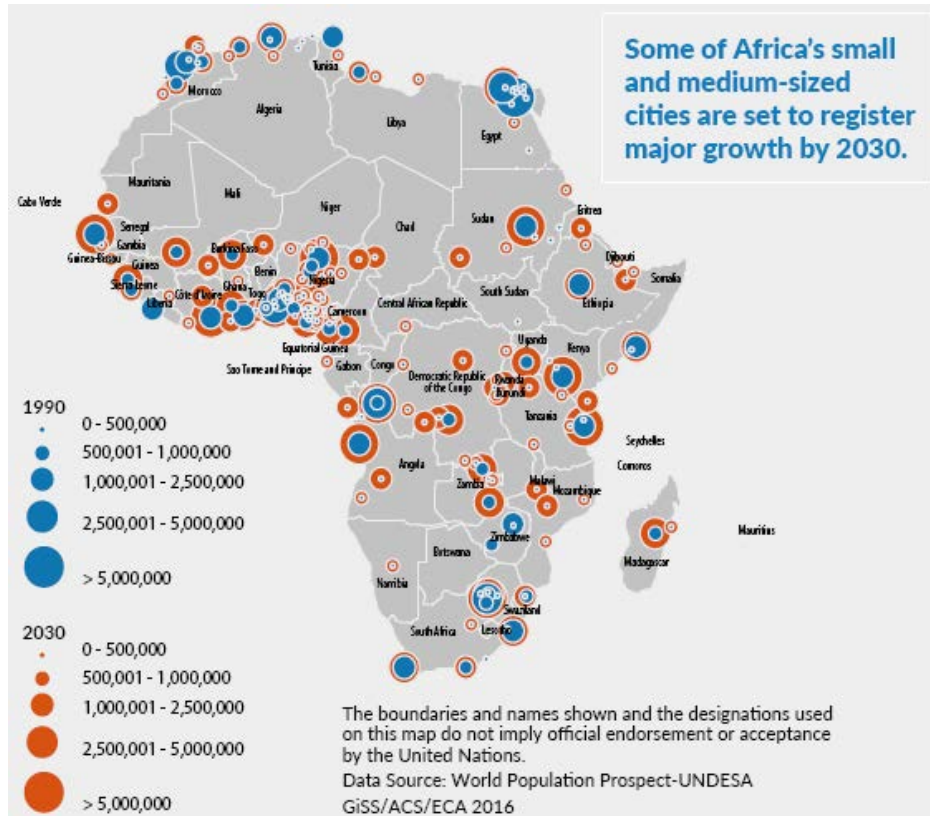 Some of Africa's small
and medium-sized
cities are set to register
major growth by 2030.
Tunisia
Morocco
Algeria
Libya
Egypt
Mauritania
Mali
Niger
Cabo Verde
Chad
Sudan
Eritrea
Senegal
Gambia
Burkina Faso
Guinea-Bissau
Guinea
Benin
Djibouti
Somalia
Nigeria
Sierra Leone
Ghana
Côte d'Ivoire
Togo
South Sudan
Ethiopia
Central African Republic
Liberia
Cameroon
Uganda
Kenya
Equatorial Guinea
Sao Tome and Principe
Gabon
Congo
Democratic Republic
of the Congo
Rwanda
Burundi
Tanzania
Seychelles
Angola
Comoros
Zamba
Malawi
Mozambique
Mauritius
Zimbabwe
Botswana
Madagascar
Namibia
Swaziland
South Africa
Lesotho
1990
0 - 500,000
500,001 - 1,000,000
1,000,001 - 2,500,000
2,500,001 - 5,000,000
> 5,000,000
2030
0 - 500,000
500,001 - 1,000,000
1,000,001 - 2,500,000
2,500,001 - 5,000,000
> 5,000,000
The boundaries and names shown and the designations used
on this map do not imply official endorsement or acceptance
by the United Nations.
Data Source: World Population Prospect-UNDESA
GiSS/ACS/ECA 2016